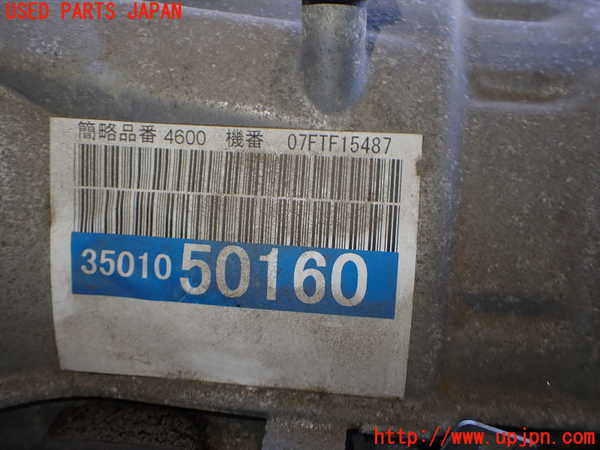 USED PARTS JAPAN
簡略品番 4600 機番 07FTF15487
35010 50160
http://www.upjpn.com/